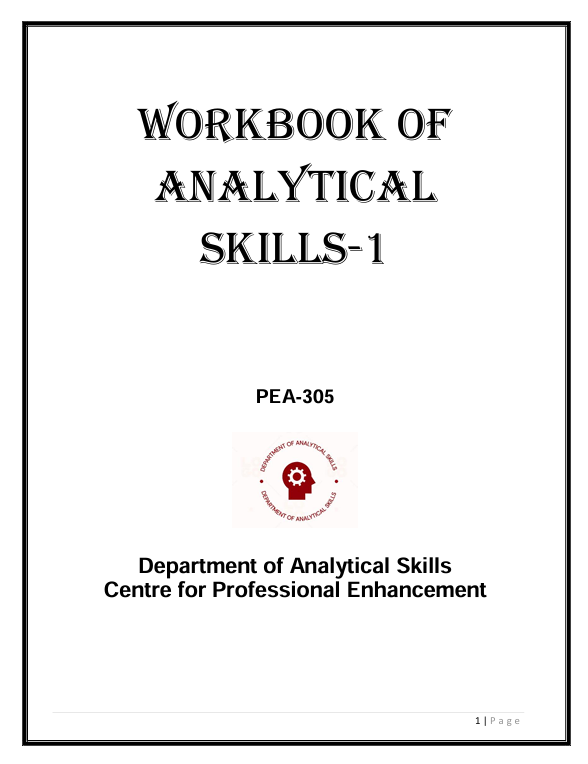 WORKBOOK OF
ANALYTICAL
SKILLS-1
PEA-305
DEPARTMENT OF ANALYTICAL SKILLS
DEPARTMENT OF ANALYTICAL SKILLS
Department of Analytical Skills
Centre for Professional Enhancement
1 | Page